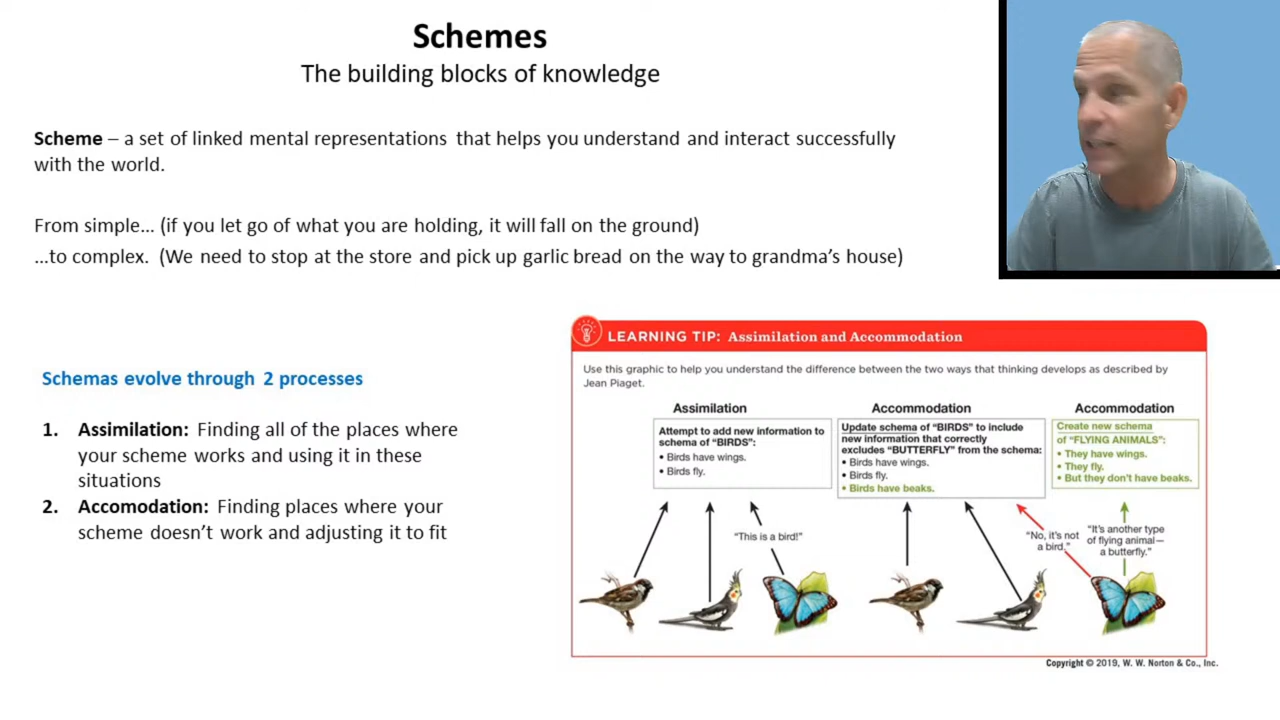 Schemes
The building blocks of knowledge
Scheme – a set of linked mental representations that helps you understand and interact successfully
with the world.
From simple... (if you let go of what you are holding, it will fall on the ground)
...to complex. (We need to stop at the store and pick up garlic bread on the way to grandma's house)
Schemas evolve through 2 processes
1. Assimilation: Finding all of the places where
your scheme works and using it in these
situations
2. Accomodation: Finding places where your
scheme doesn't work and adjusting it to fit
LEARNING TIP: Assimilation and Accommodation
Use this graphic to help you understand the difference between the two ways that thinking develops as described by
Jean Piaget.
Assimilation
Attempt to add new information to
schema of "BIRDS":
• Birds have wings.
• Birds fly.
"This is a bird!"
Accommodation
Update schema of "BIRDS" to include
new information that correctly
excludes "BUTTERFLY" from the schema:
• Birds have wings.
• Birds fly.
• Birds have beaks.
"No, it's not
a bird."
Accommodation
Create new schema
of "FLYING ANIMALS":
• They have wings.
• They fly.
• But they don't have beaks.
"It's another type
of flying animal—
a butterfly."
Copyright © 2019, W. W. Norton & Co., Inc.